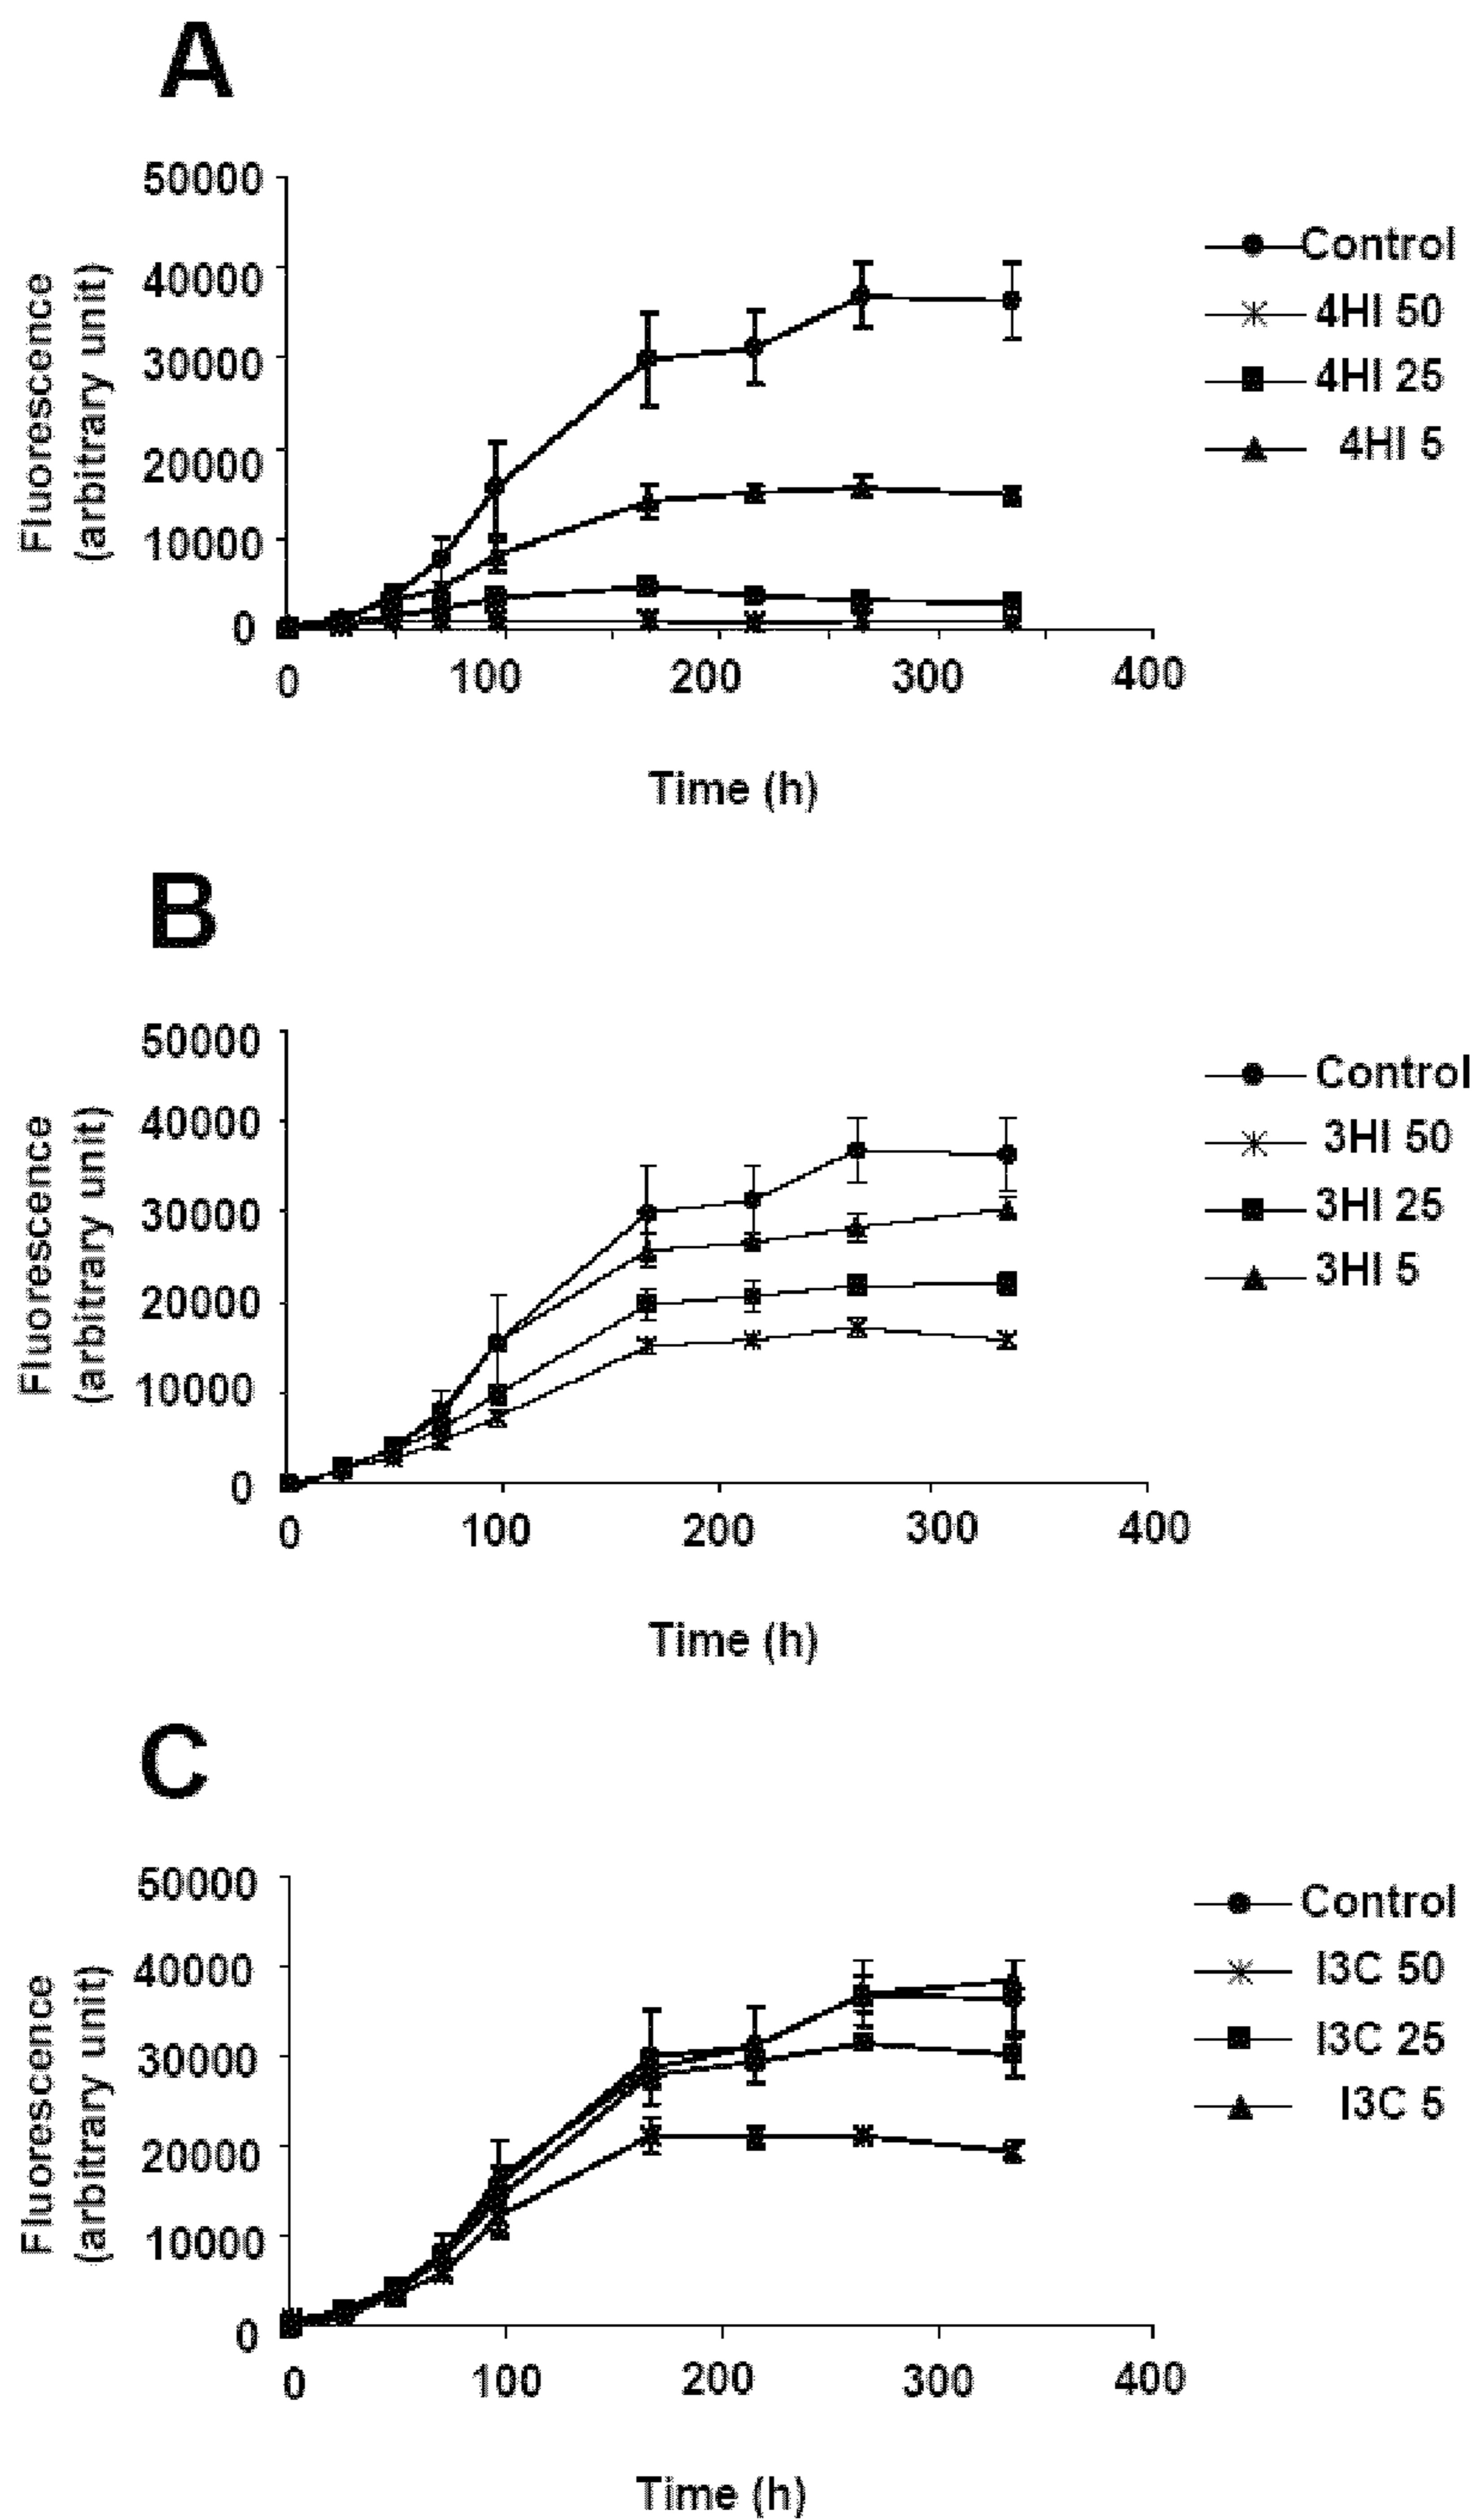 A
50000
40000
30000
20000
10000
0
Fluorescence
(arbitrary unit)
0 100 200 300 400
Time (h)
Control
4HI 50
4HI 25
4HI 5
B
50000
40000
30000
20000
10000
0
Fluorescence
(arbitrary unit)
0 100 200 300 400
Time (h)
Control
3HI 50
3HI 25
3HI 5
C
50000
40000
30000
20000
10000
0
Fluorescence
(arbitrary unit)
0 100 200 300 400
Time (h)
Control
I3C 50
I3C 25
I3C 5